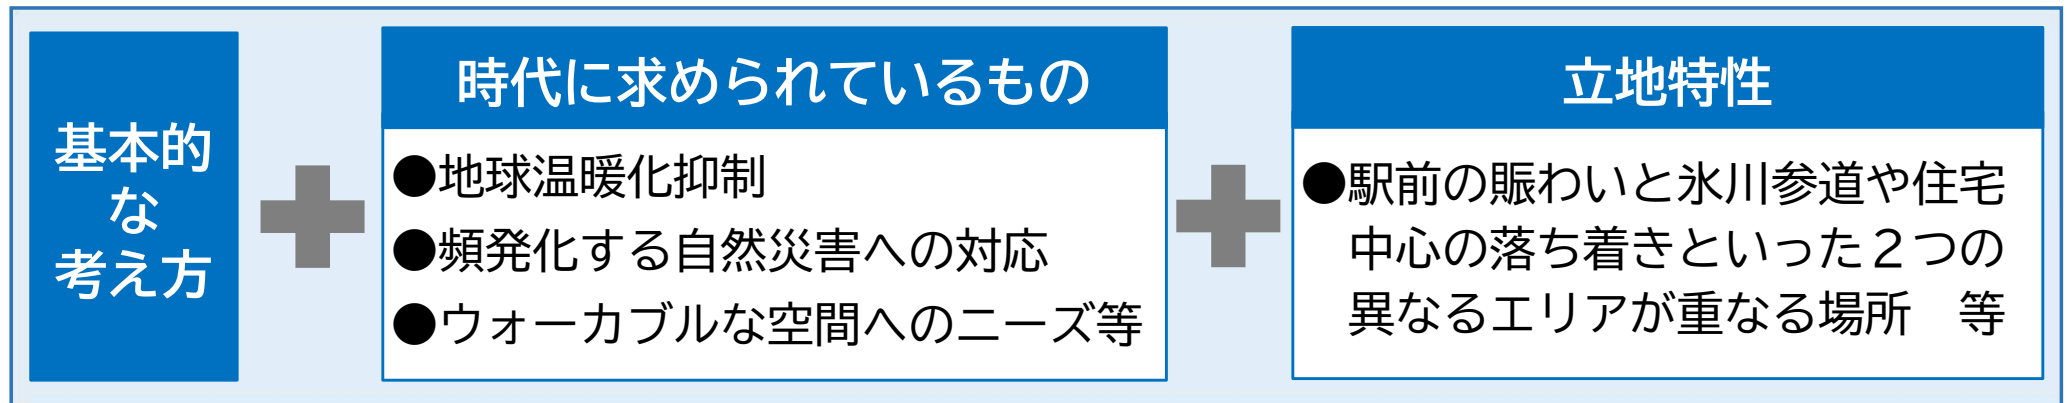 基本的
な
考え方
時代に求められているもの
●地球温暖化抑制
●頻発化する自然災害への対応
●ウォーカブルな空間へのニーズ等
立地特性
●駅前の賑わいと氷川参道や住宅
中心の落ち着きといった２つの
異なるエリアが重なる場所　等